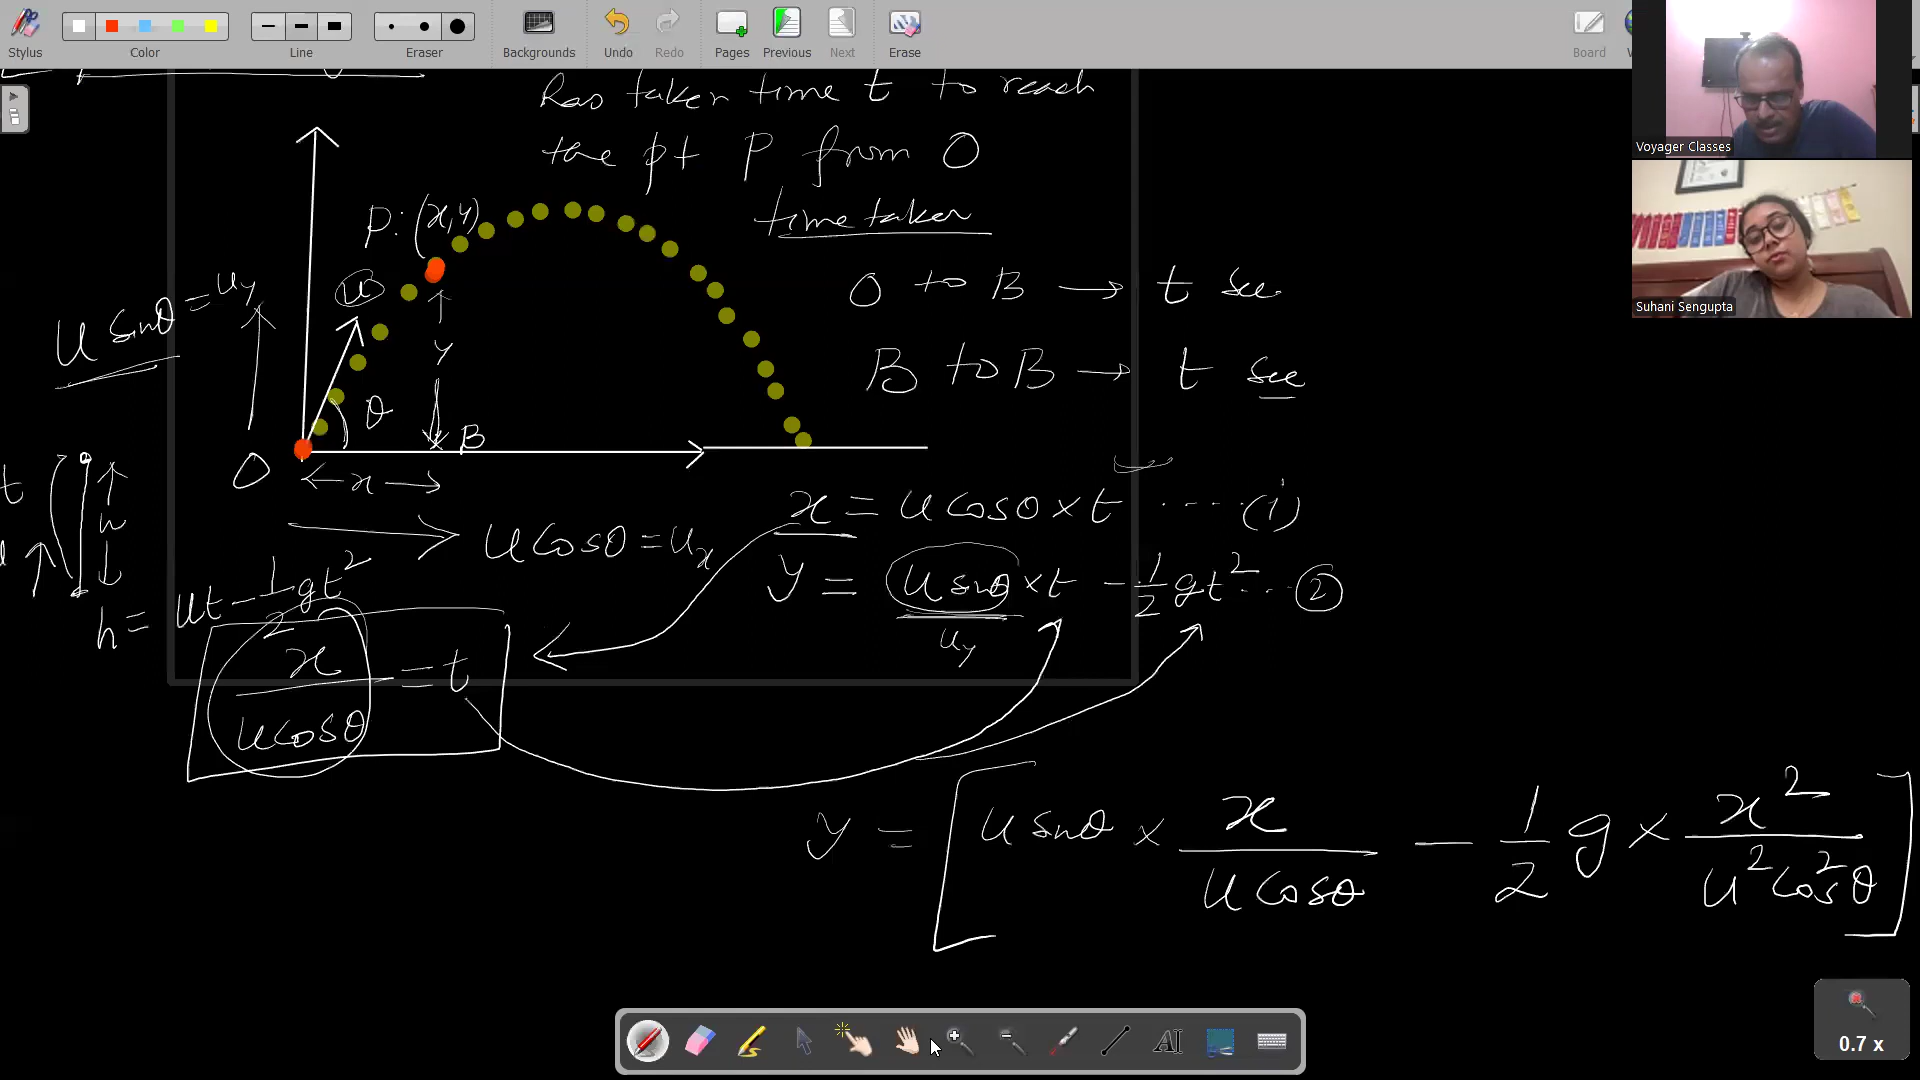 Stylus
Color
Line
Eraser
Backgrounds
Undo
Redo
Pages
Previous
Next
Erase
Board
Voyager Classes
Suhani Sengupta
has taken time t to reach
the pt P from O
time taken
P: (x,y)
u
u sinθ = uy
O to B → t sec
B to B → t sec
y
θ
B
O
← x →
t
h
u cosθ = ux
x = u cosθ × t ····(i)
y = u sinθ × t - 1/2 gt² ··· ②
uy
h = ut - 1/2 gt²
x / u cosθ = t
y = [ u sinθ × x / u cosθ - 1/2 g × x² / u² cos²θ ]
AI
0.7 x